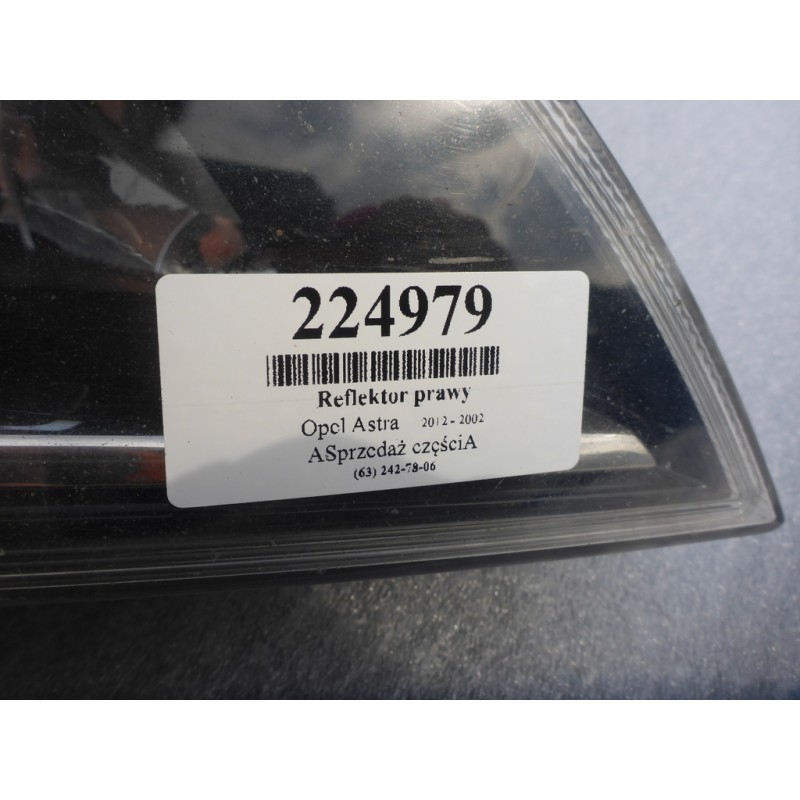 224979
Reflektor prawy
Opel Astra 2012 - 2002
ASprzedaż częściA
(63) 242-78-06